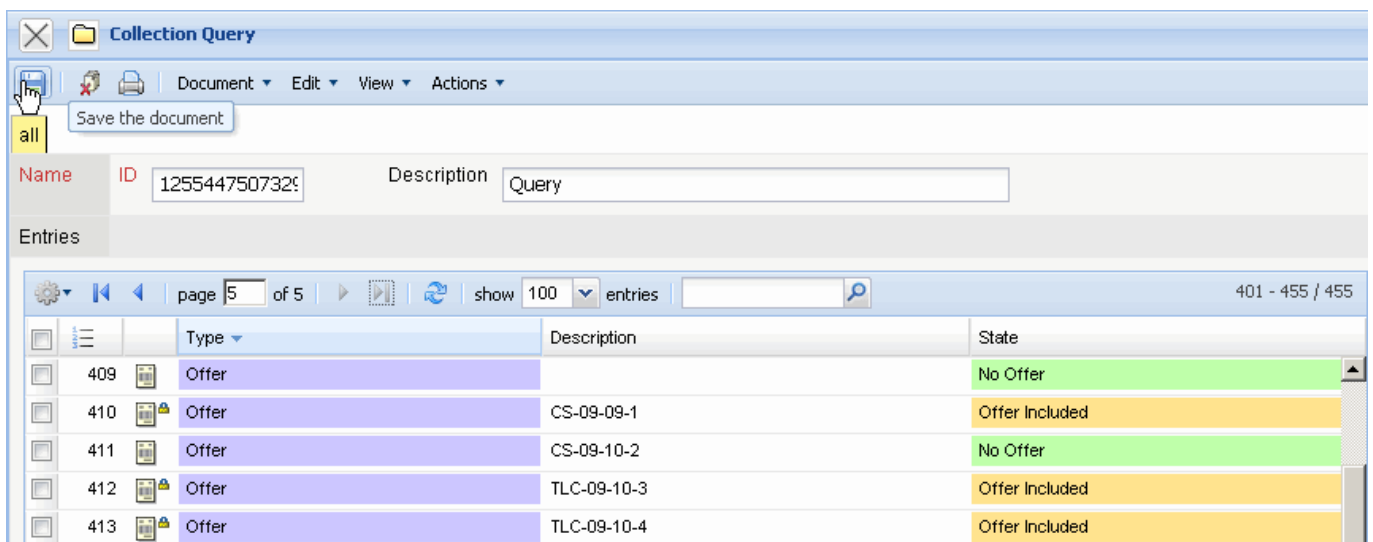 Collection Query
Document Edit View Actions
Save the document
all
Name ID 1255447507329 Description Query
Entries
page 5 of 5 show 100 entries 401 - 455 / 455
Type Description State
409 Offer No Offer
410 Offer CS-09-09-1 Offer Included
411 Offer CS-09-10-2 No Offer
412 Offer TLC-09-10-3 Offer Included
413 Offer TLC-09-10-4 Offer Included